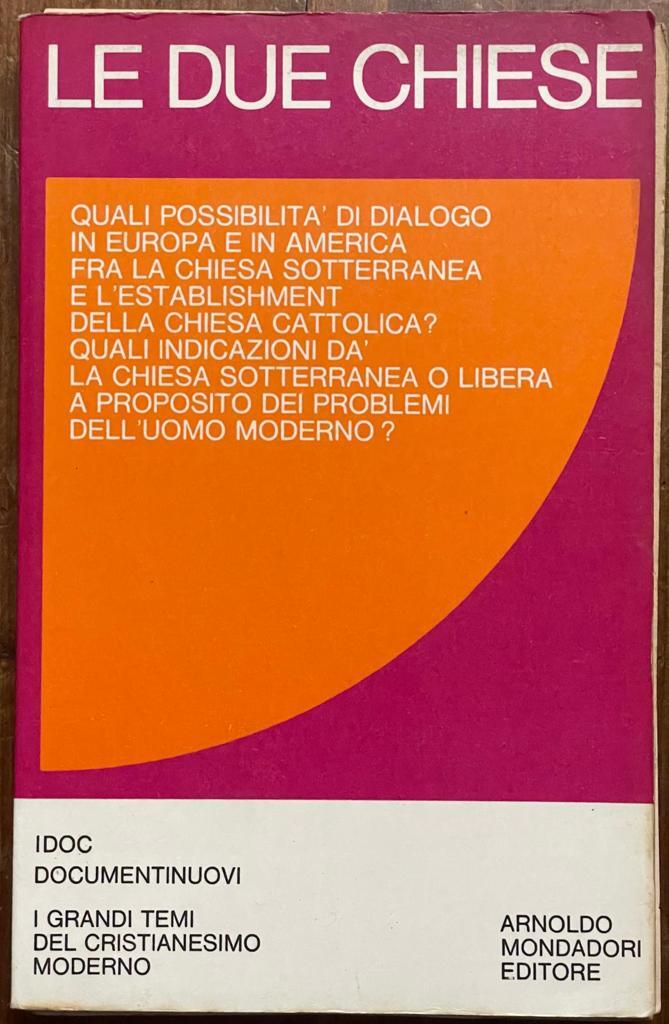 LE DUE CHIESE
QUALI POSSIBILITA' DI DIALOGO
IN EUROPA E IN AMERICA
FRA LA CHIESA SOTTERRANEA
E L'ESTABLISHMENT
DELLA CHIESA CATTOLICA?
QUALI INDICAZIONI DA'
LA CHIESA SOTTERRANEA O LIBERA
A PROPOSITO DEI PROBLEMI
DELL'UOMO MODERNO?
IDOC
DOCUMENTINUOVI
I GRANDI TEMI
DEL CRISTIANESIMO
MODERNO
ARNOLDO
MONDADORI
EDITORE